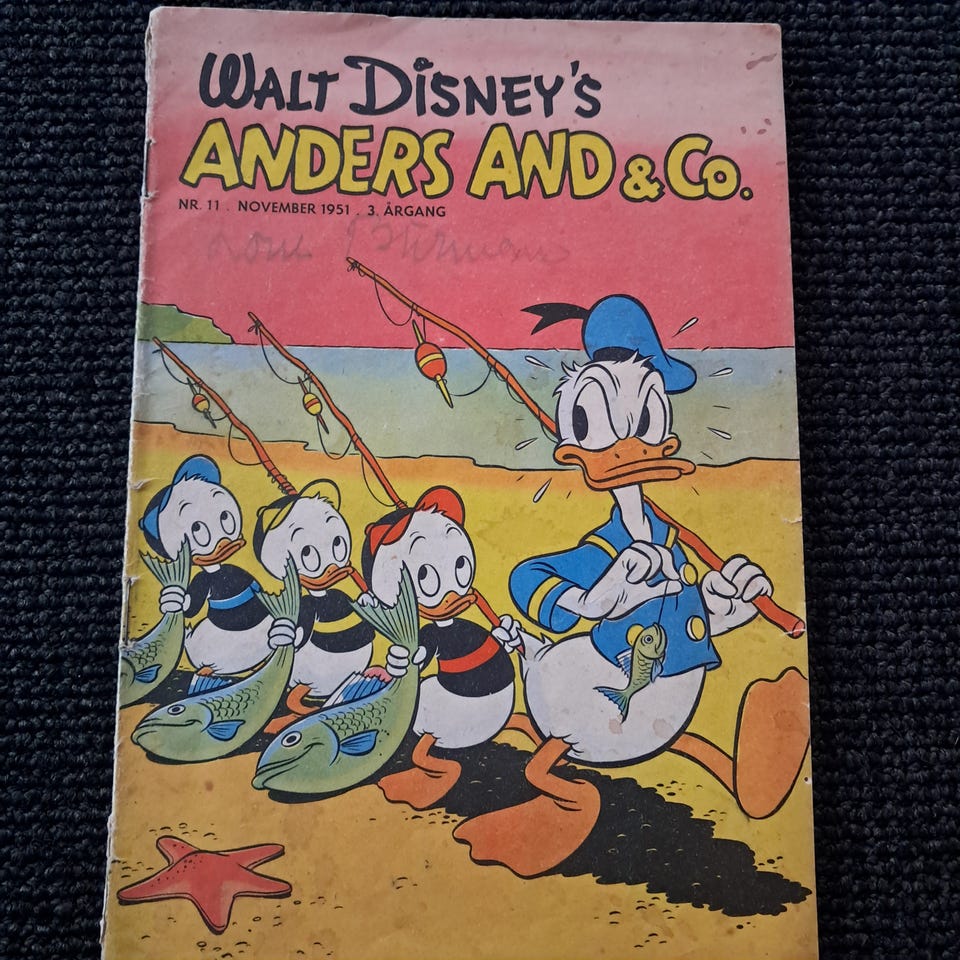 WALT DISNEY'S
ANDERS AND & CO.
NR. 11 . NOVEMBER 1951 . 3. ÅRGANG